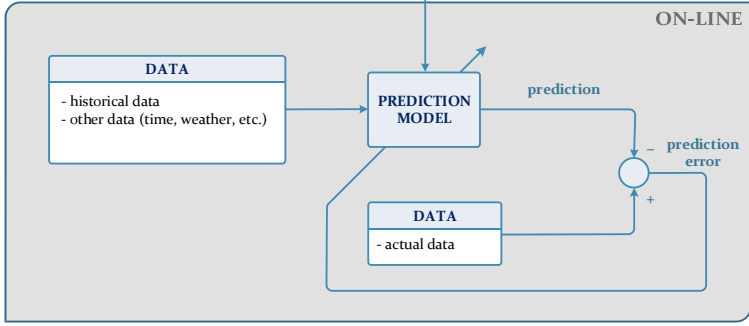 ON-LINE
DATA
- historical data
- other data (time, weather, etc.)
PREDICTION
MODEL
prediction
–
prediction
error
+
DATA
- actual data